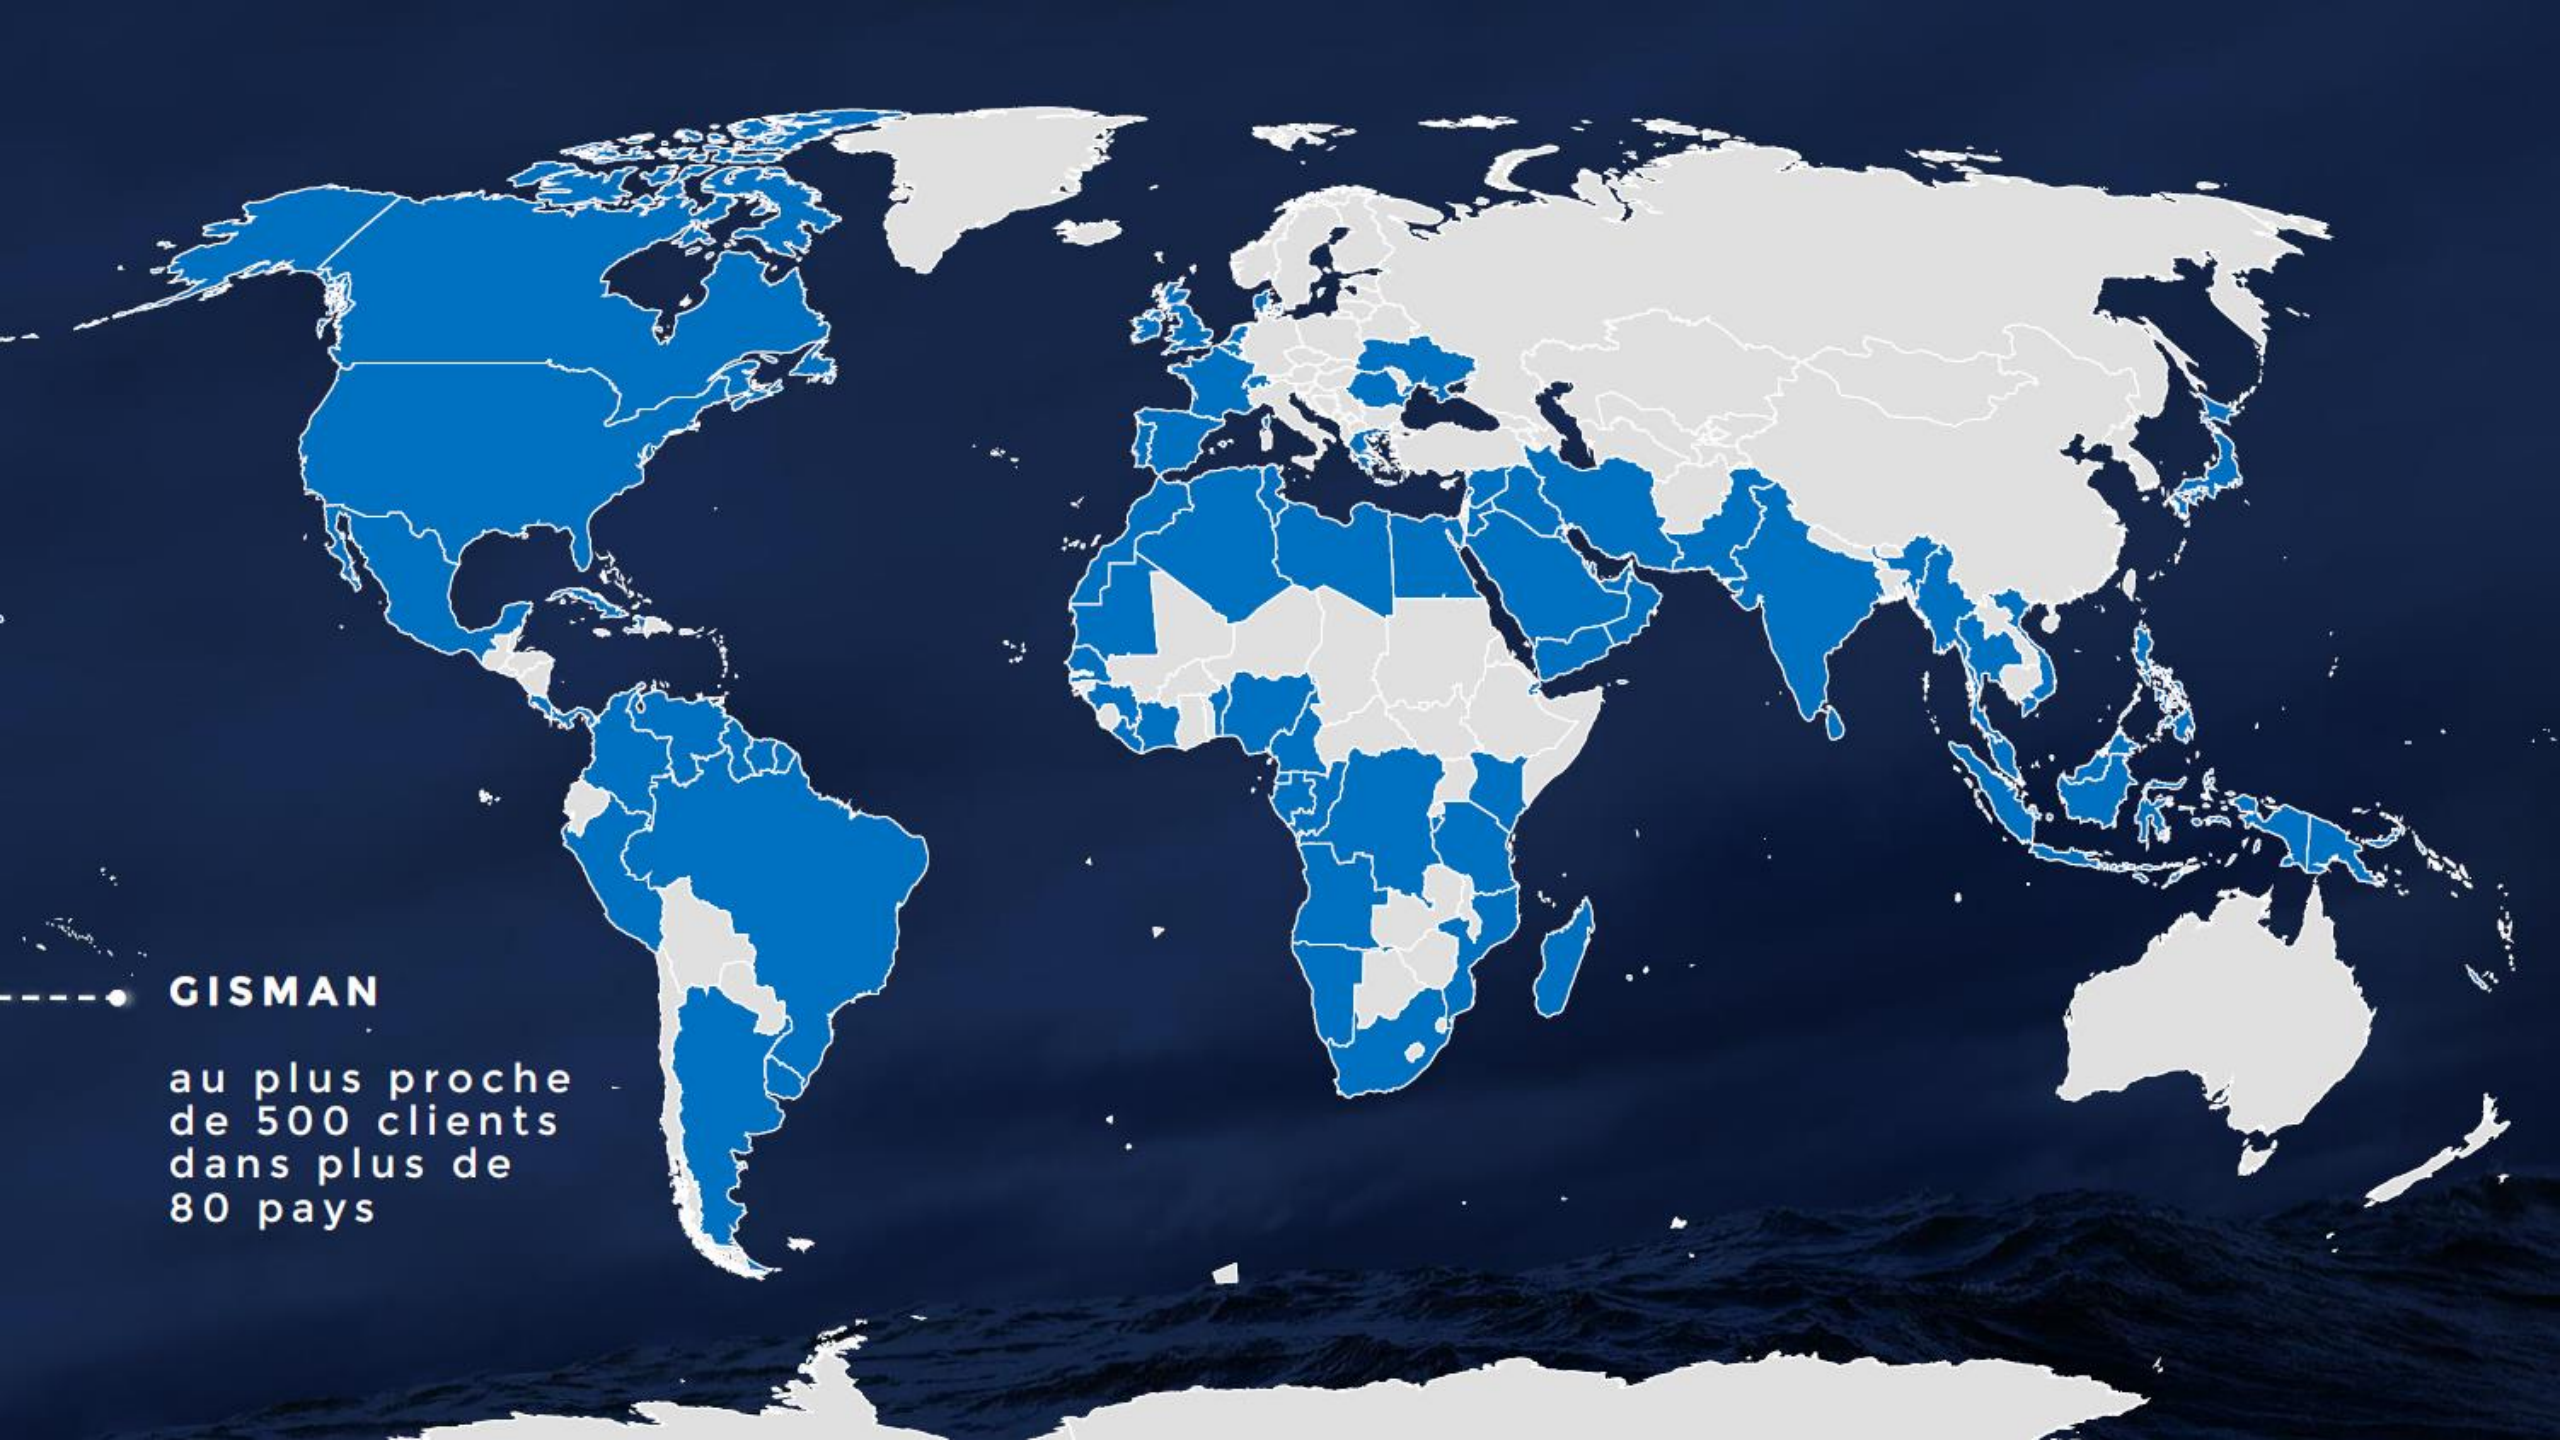 GISMAN
au plus proche
de 500 clients
dans plus de
80 pays